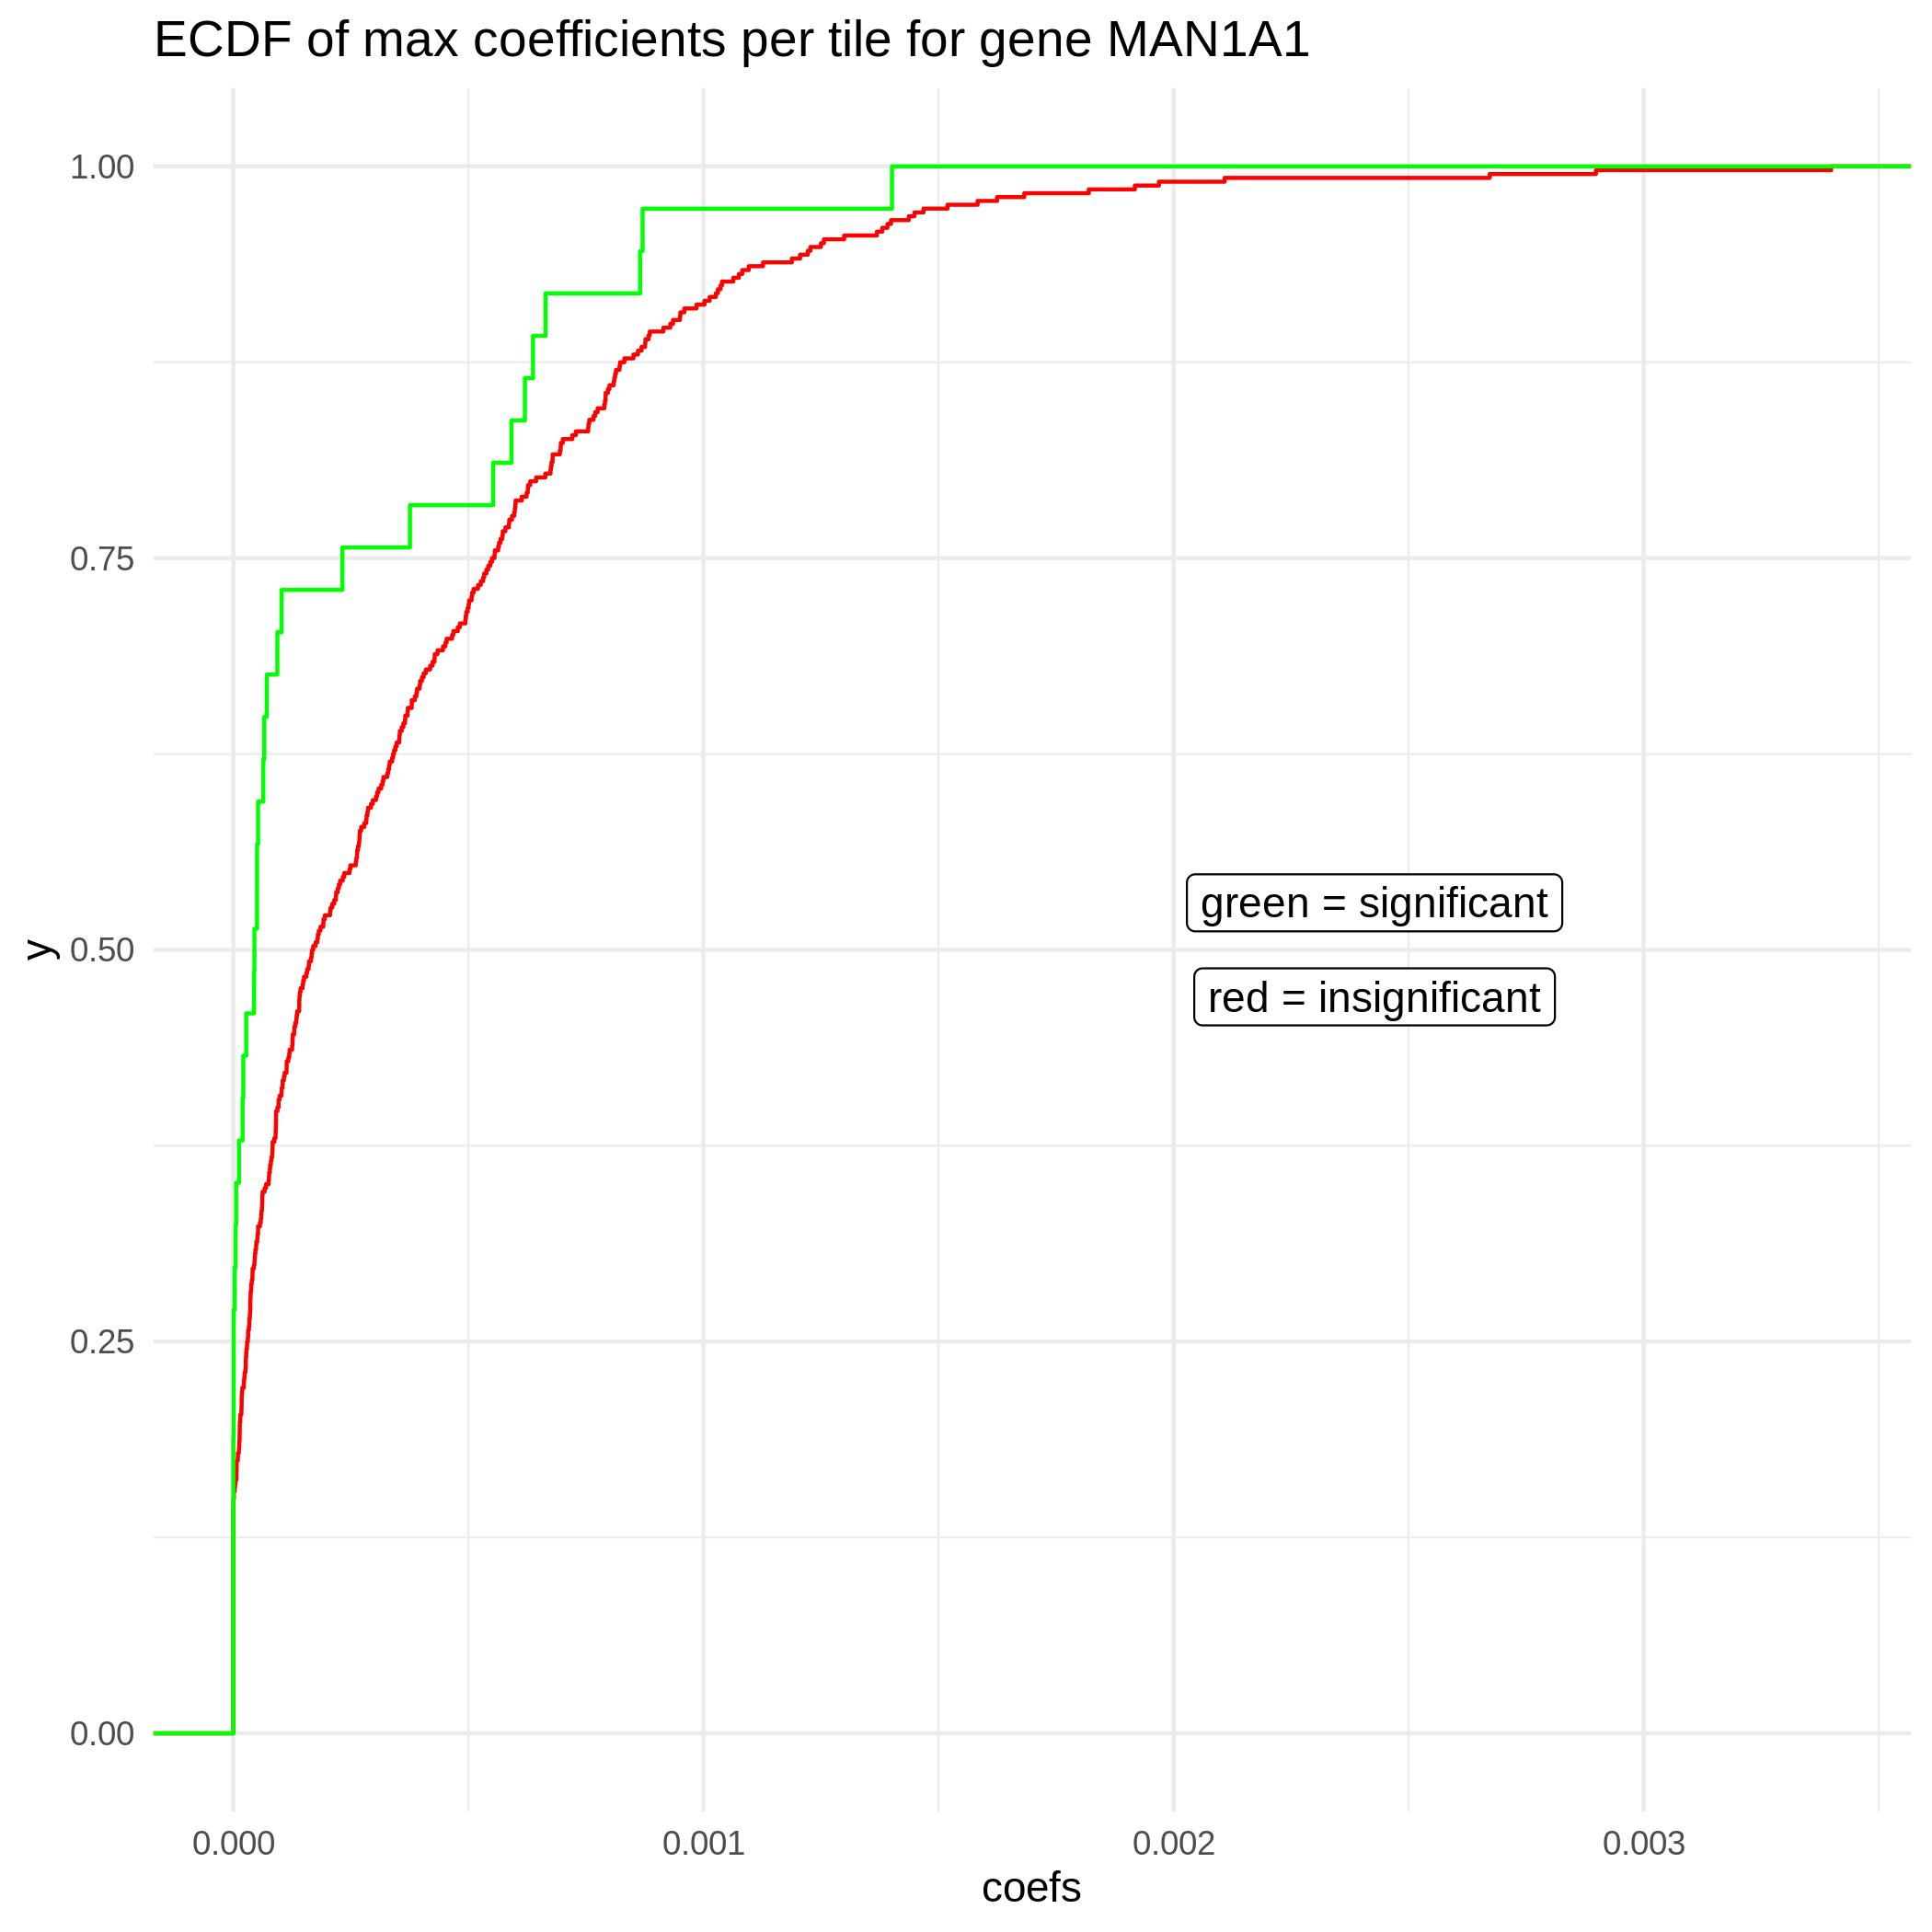 ECDF of max coefficients per tile for gene MAN1A1
1.00
0.75
0.50
0.25
0.00
y
green = significant
red = insignificant
0.000 0.001 0.002 0.003
coefs